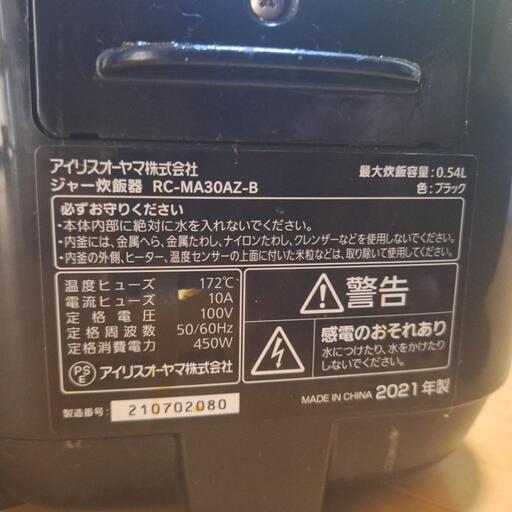 アイリスオーヤマ株式会社
ジャー炊飯器 RC-MA30AZ-B
最大炊飯容量:0.54L
色:ブラック
必ずお守りください
・本体内部に絶対に水を入れないでください。
・内釜には、金属へら、金属たわし、ナイロンたわし、クレンザーなどを使用しないでください。
・内釜の外側、ヒーター、温度センサーの上面に付いた米粒などは、取り除いて使用してください。
温度ヒューズ 172℃
電流ヒューズ 10A
定格電圧 100V
定格周波数 50/60Hz
定格消費電力 450W
PSE アイリスオーヤマ株式会社
製造番号: 210702080
警告
感電のおそれあり
水につけたり、水をかけたり
しないでください。
MADE IN CHINA 2021年製